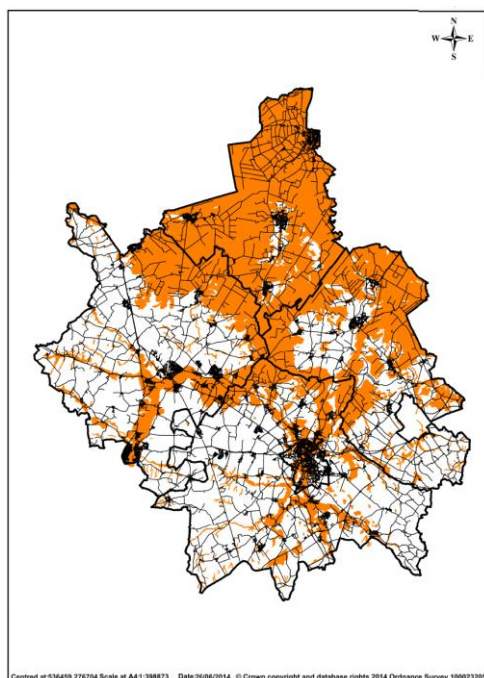 N
W E
S
Centred at:536459,276704 Scale at A4:1:398873 Date:26/06/2014 © Crown copyright and database rights 2014 Ordnance Survey 100023205